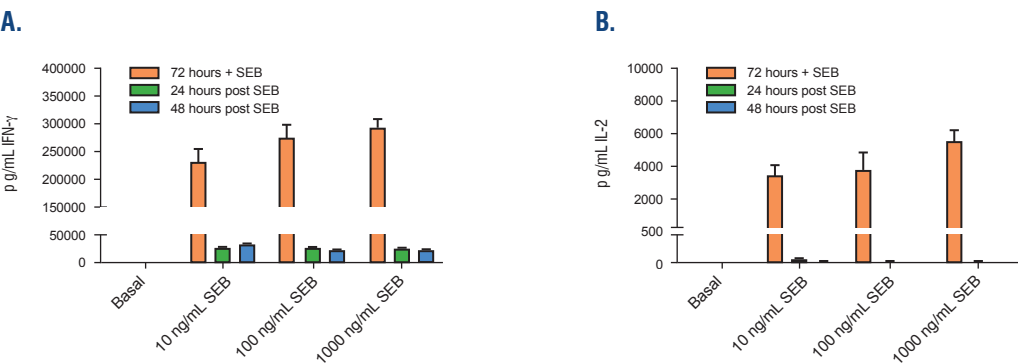 A.
400000
350000
300000
250000
200000
150000
50000
0
p g/mL IFN-γ
72 hours + SEB
24 hours post SEB
48 hours post SEB
Basal
10 ng/mL SEB
100 ng/mL SEB
1000 ng/mL SEB
B.
10000
8000
6000
4000
2000
500
0
p g/mL IL-2
72 hours + SEB
24 hours post SEB
48 hours post SEB
Basal
10 ng/mL SEB
100 ng/mL SEB
1000 ng/mL SEB